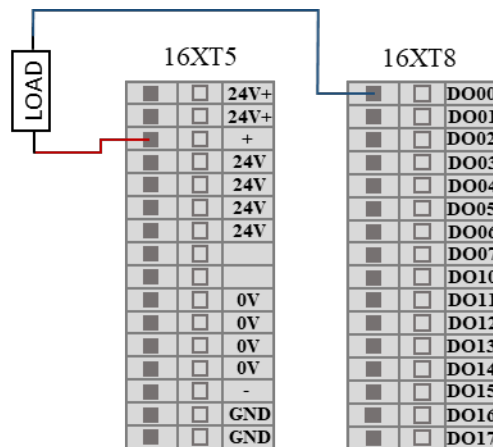 16XT5
16XT8
LOAD
24V+
24V+
+
24V
24V
24V
24V
0V
0V
0V
0V
-
GND
GND
DO00
DO01
DO02
DO03
DO04
DO05
DO06
DO07
DO10
DO11
DO12
DO13
DO14
DO15
DO16
DO17